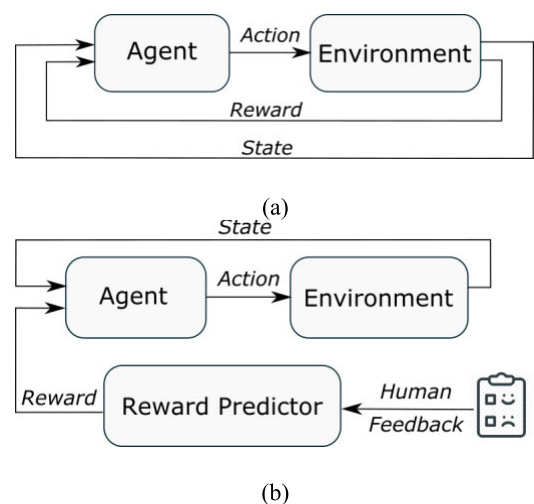 Agent
Action
Environment
Reward
State
(a)
State
Agent
Action
Environment
Reward
Reward Predictor
Human
Feedback
(b)